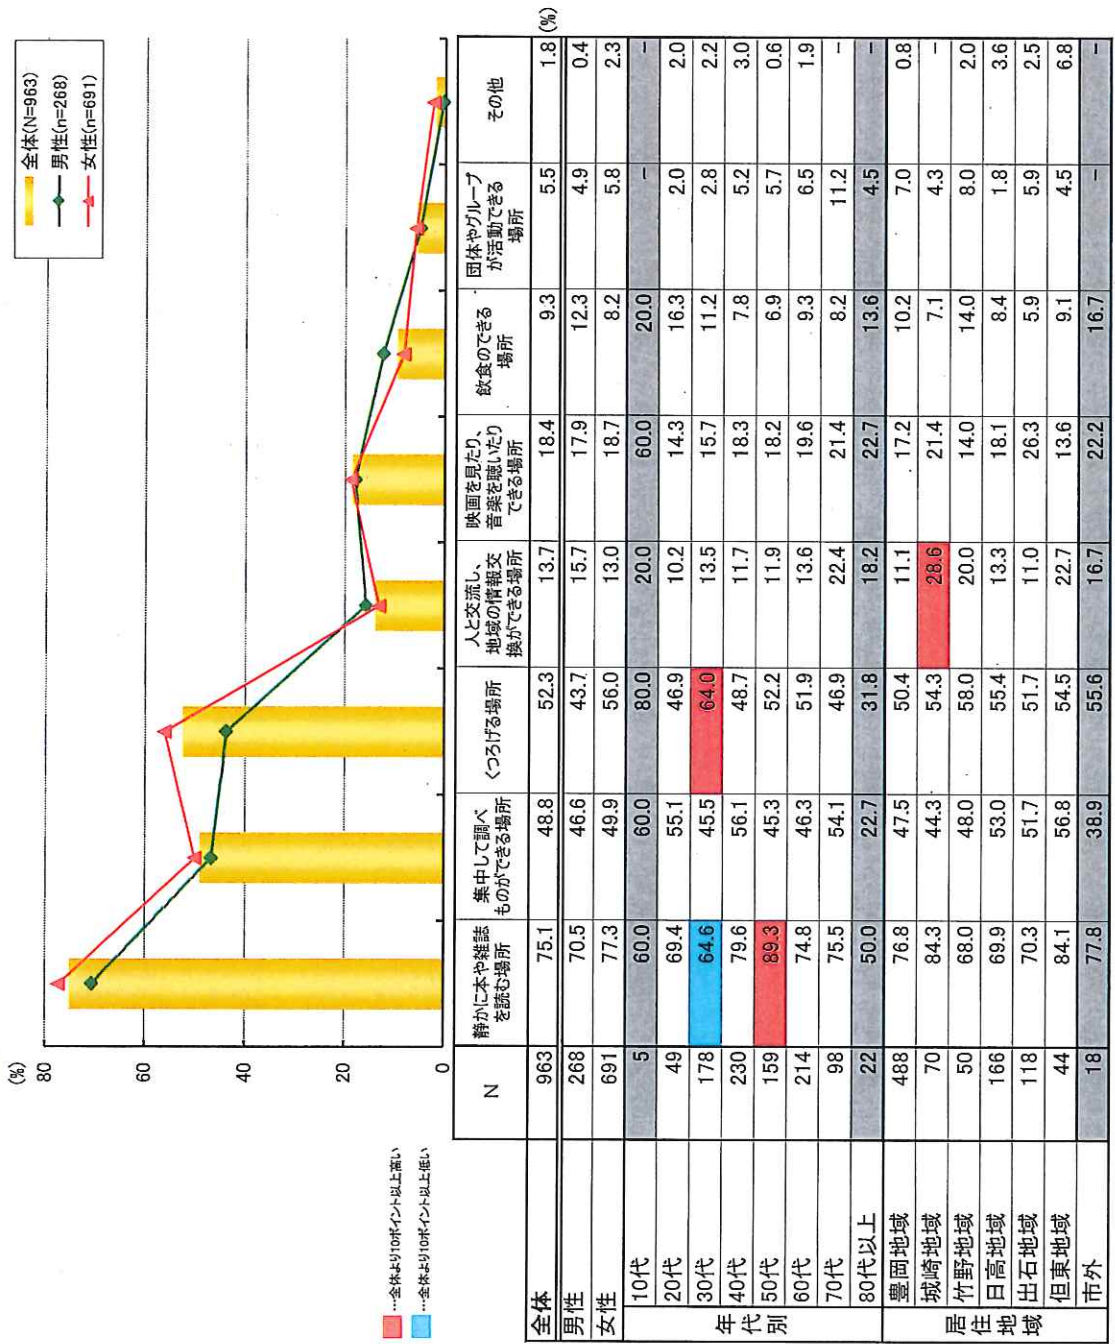 全体(N=963)
男性(n=268)
女性(n=691)
(%)
80
60
40
20
0
…全体より10ポイント以上高い
…全体より10ポイント以上低い
(%)
N 静かに本や雑誌を読む場所 集中して調べものができる場所 くつろげる場所 人と交流し、地域の情報交換ができる場所 映画を見たり、音楽を聴いたりできる場所 飲食のできる場所 団体やグループが活動できる場所 その他
全体 963 75.1 48.8 52.3 13.7 18.4 9.3 5.5 1.8
男性 268 70.5 46.6 43.7 15.7 17.9 12.3 4.9 0.4
女性 691 77.3 49.9 56.0 13.0 18.7 8.2 5.8 2.3
年代別
10代 5 60.0 60.0 80.0 20.0 60.0 20.0 – –
20代 49 69.4 55.1 46.9 10.2 14.3 16.3 2.0 2.0
30代 178 64.6 45.5 64.0 13.5 15.7 11.2 2.8 2.2
40代 230 79.6 56.1 48.7 11.7 18.3 7.8 5.2 3.0
50代 159 89.3 45.3 52.2 11.9 18.2 6.9 5.7 0.6
60代 214 74.8 46.3 51.9 13.6 19.6 9.3 6.5 1.9
70代 98 75.5 54.1 46.9 22.4 21.4 8.2 11.2 –
80代以上 22 50.0 22.7 31.8 18.2 22.7 13.6 4.5 –
居住地域
豊岡地域 488 76.8 47.5 50.4 11.1 17.2 10.2 7.0 0.8
城崎地域 70 84.3 44.3 54.3 28.6 21.4 7.1 4.3 –
竹野地域 50 68.0 48.0 58.0 20.0 14.0 14.0 8.0 2.0
日高地域 166 69.9 53.0 55.4 13.3 18.1 8.4 1.8 3.6
出石地域 118 70.3 51.7 51.7 11.0 26.3 5.9 5.9 2.5
但東地域 44 84.1 56.8 54.5 22.7 13.6 9.1 4.5 6.8
市外 18 77.8 38.9 55.6 16.7 22.2 16.7 – –